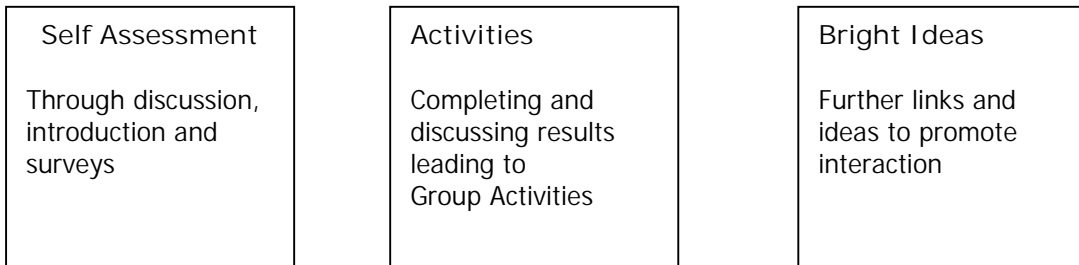 Self Assessment
Through discussion,
introduction and
surveys
Activities
Completing and
discussing results
leading to
Group Activities
Bright Ideas
Further links and
ideas to promote
interaction